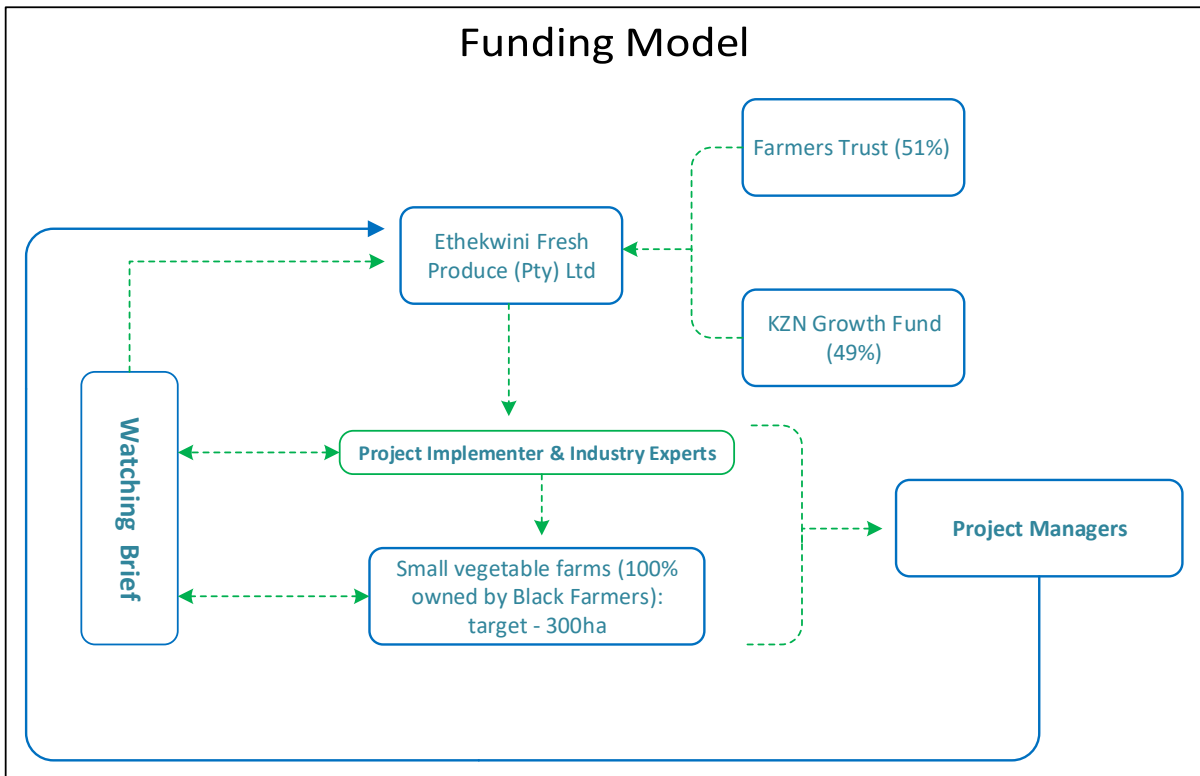 Funding Model
Farmers Trust (51%)
Ethekwini Fresh
Produce (Pty) Ltd
KZN Growth Fund
(49%)
Watching Brief
Project Implementer & Industry Experts
Project Managers
Small vegetable farms (100%
owned by Black Farmers):
target - 300ha